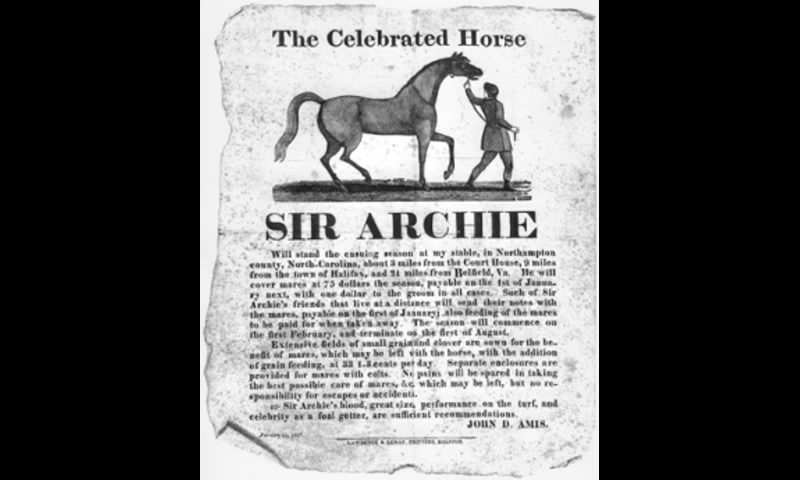 The Celebrated Horse
SIR ARCHIE
Will stand the ensuing season at my stable, in Northampton
county, North-Carolina, about 3 miles from the Court House, 9 miles
from the town of Halifax, and 24 miles from Belfield, Va. He will
cover mares at 75 dollars the season, payable on the 1st of Janua-
ry next, with one dollar to the groom in all cases. Such of Sir
Archie's friends that live at a distance will send their notes with
the mares, payable on the first of January; also feeding of the mares
to be paid for when taken away. The season will commence on
the first February, and terminate on the first of August.
Extensive fields of small grain and clover are sown for the be-
nefit of mares, which may be left with the horse, with the addition
of grain feeding, at 33 1-3 cents per day. Separate enclosures are
provided for mares with colts. No pains will be spared in taking
the best possible care of mares, &c. which may be left, but no re-
sponsibility for escapes or accidents.
☞ Sir Archie's blood, great size, performance on the turf, and
celebrity as a foal getter, are sufficient recommendations.
JOHN D. AMIS.
LAWRENCE & LEMAY, PRINTERS, RALEIGH.